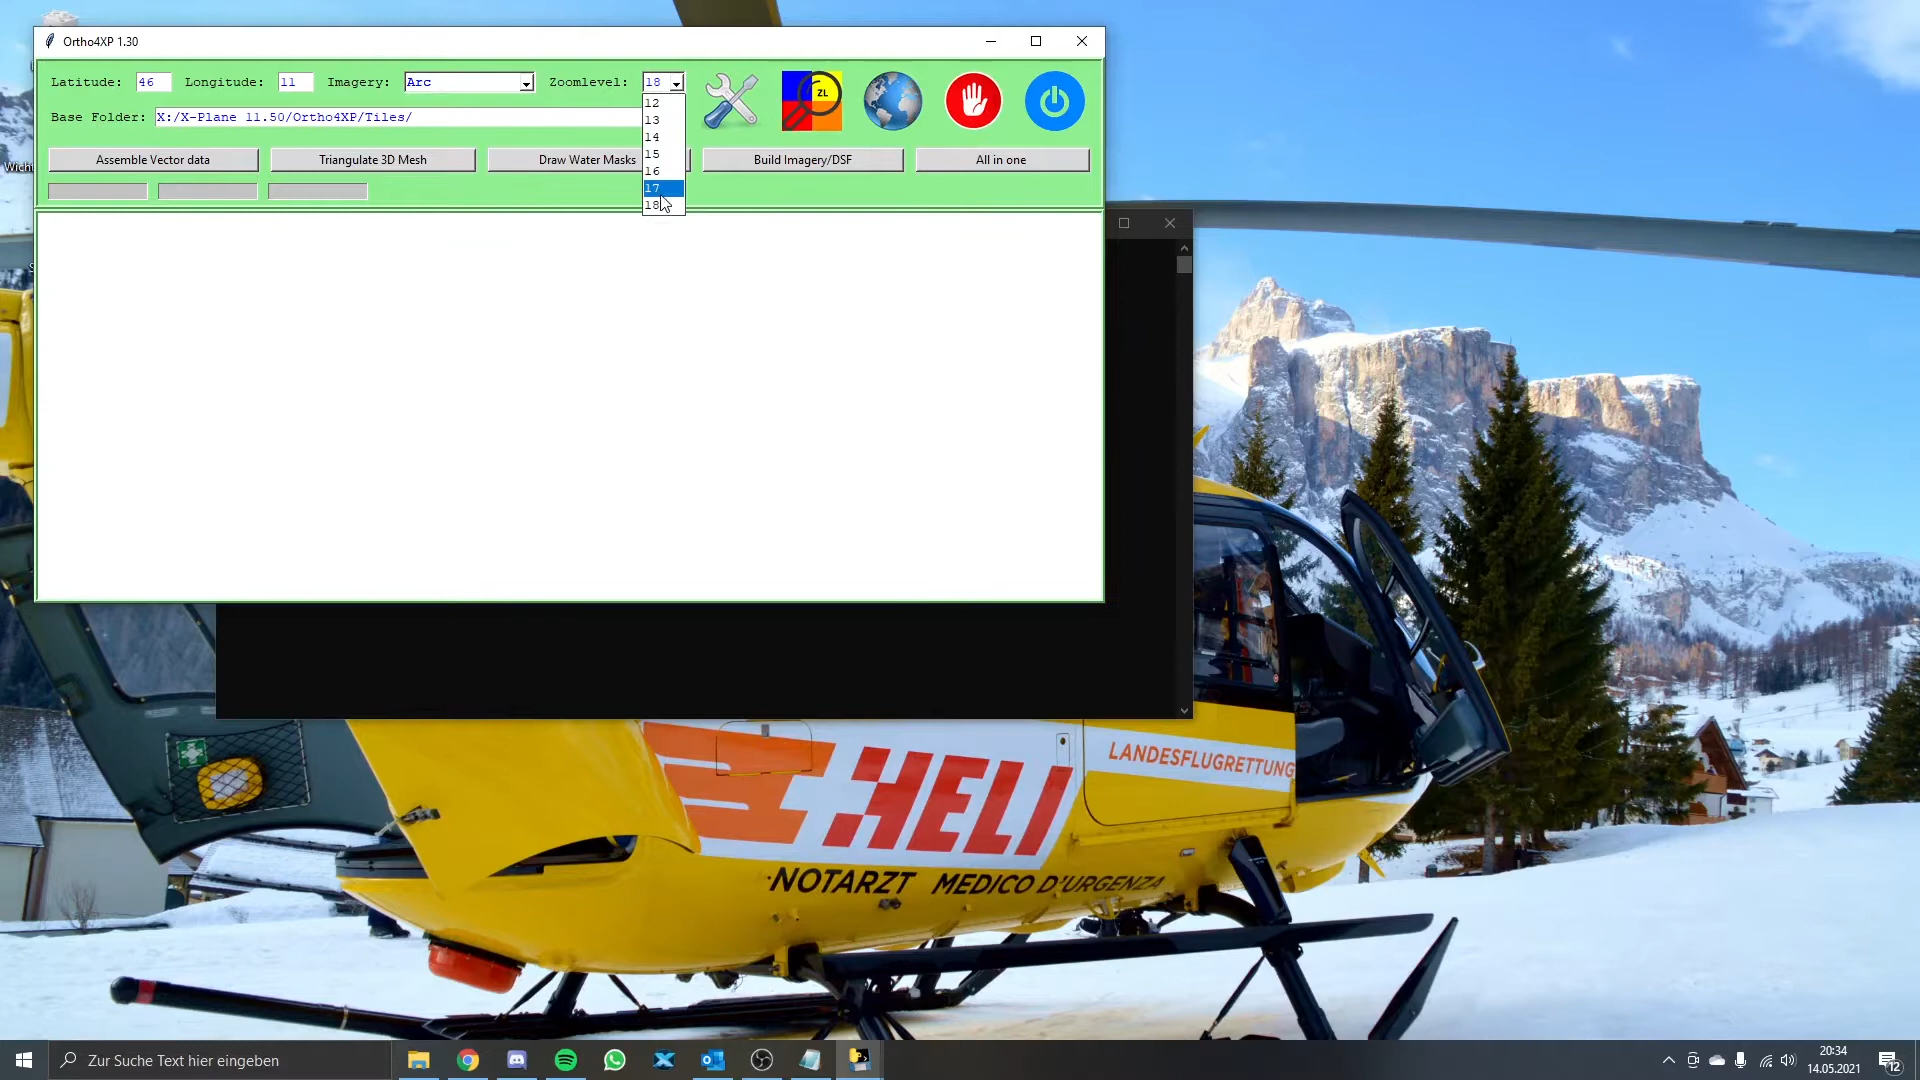 Ortho4XP 1.30
Latitude: 46 Longitude: 11 Imagery: Arc Zoomlevel: 18
ZL
12
13
14
15
16
17
18
Base Folder: X:/X-Plane 11.50/Ortho4XP/Tiles/
Assemble Vector data
Triangulate 3D Mesh
Draw Water Masks
Build Imagery/DSF
All in one
LANDESFLUGRETTUNG
HELI
NOTARZT MEDICO D'URGENZA
Zur Suche Text hier eingeben
20:34
14.05.2021
12